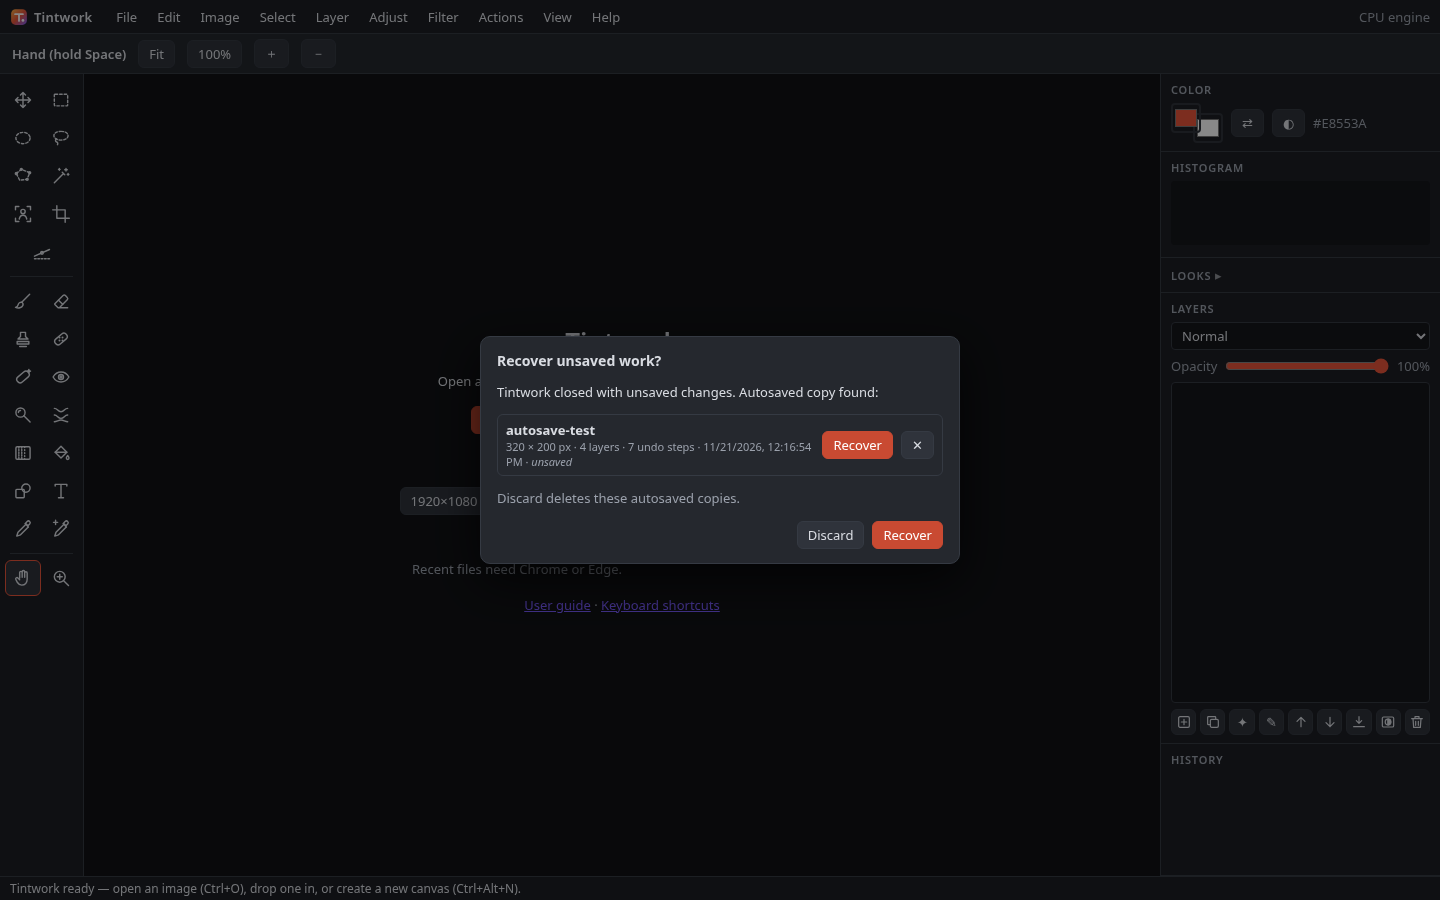 Tintwork File Edit Image Select Layer Adjust Filter Actions View Help CPU engine
Hand (hold Space) Fit 100% + −
COLOR
#E8553A
HISTOGRAM
LOOKS ▸
LAYERS
Normal
Opacity 100%
Open a
Recover unsaved work?
Tintwork closed with unsaved changes. Autosaved copy found:
autosave-test
320 × 200 px · 4 layers · 7 undo steps · 11/21/2026, 12:16:54
PM · unsaved
Recover ✕
1920×1080
Discard deletes these autosaved copies.
Discard Recover
Recent files need Chrome or Edge.
User guide · Keyboard shortcuts
HISTORY
Tintwork ready — open an image (Ctrl+O), drop one in, or create a new canvas (Ctrl+Alt+N).